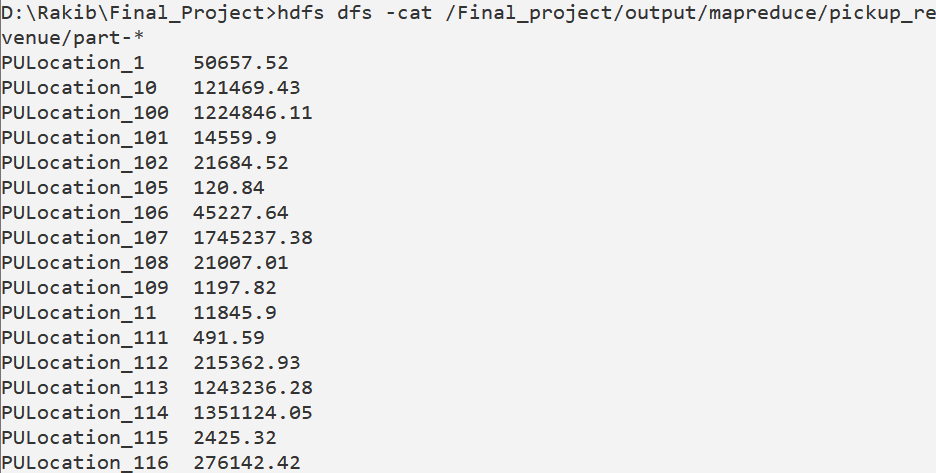 D:\Rakib\Final_Project>hdfs dfs -cat /Final_project/output/mapreduce/pickup_re
venue/part-*
PULocation_1    50657.52
PULocation_10   121469.43
PULocation_100  1224846.11
PULocation_101  14559.9
PULocation_102  21684.52
PULocation_105  120.84
PULocation_106  45227.64
PULocation_107  1745237.38
PULocation_108  21007.01
PULocation_109  1197.82
PULocation_11   11845.9
PULocation_111  491.59
PULocation_112  215362.93
PULocation_113  1243236.28
PULocation_114  1351124.05
PULocation_115  2425.32
PULocation_116  276142.42